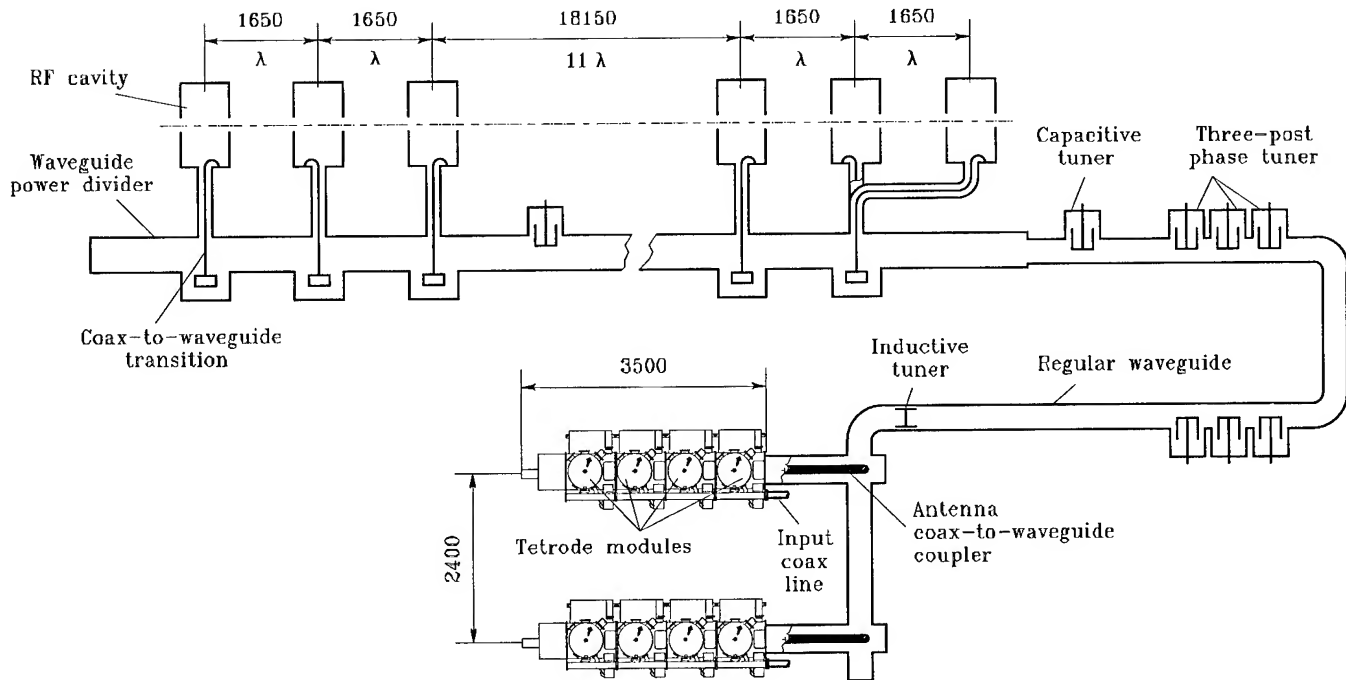 1650
1650
18150
1650
1650
λ
λ
11 λ
λ
λ
RF cavity
Waveguide
power divider
Capacitive
tuner
Three-post
phase tuner
Coax-to-waveguide
transition
Inductive
tuner
Regular waveguide
3500
2400
Tetrode modules
Input
coax
line
Antenna
coax-to-waveguide
coupler